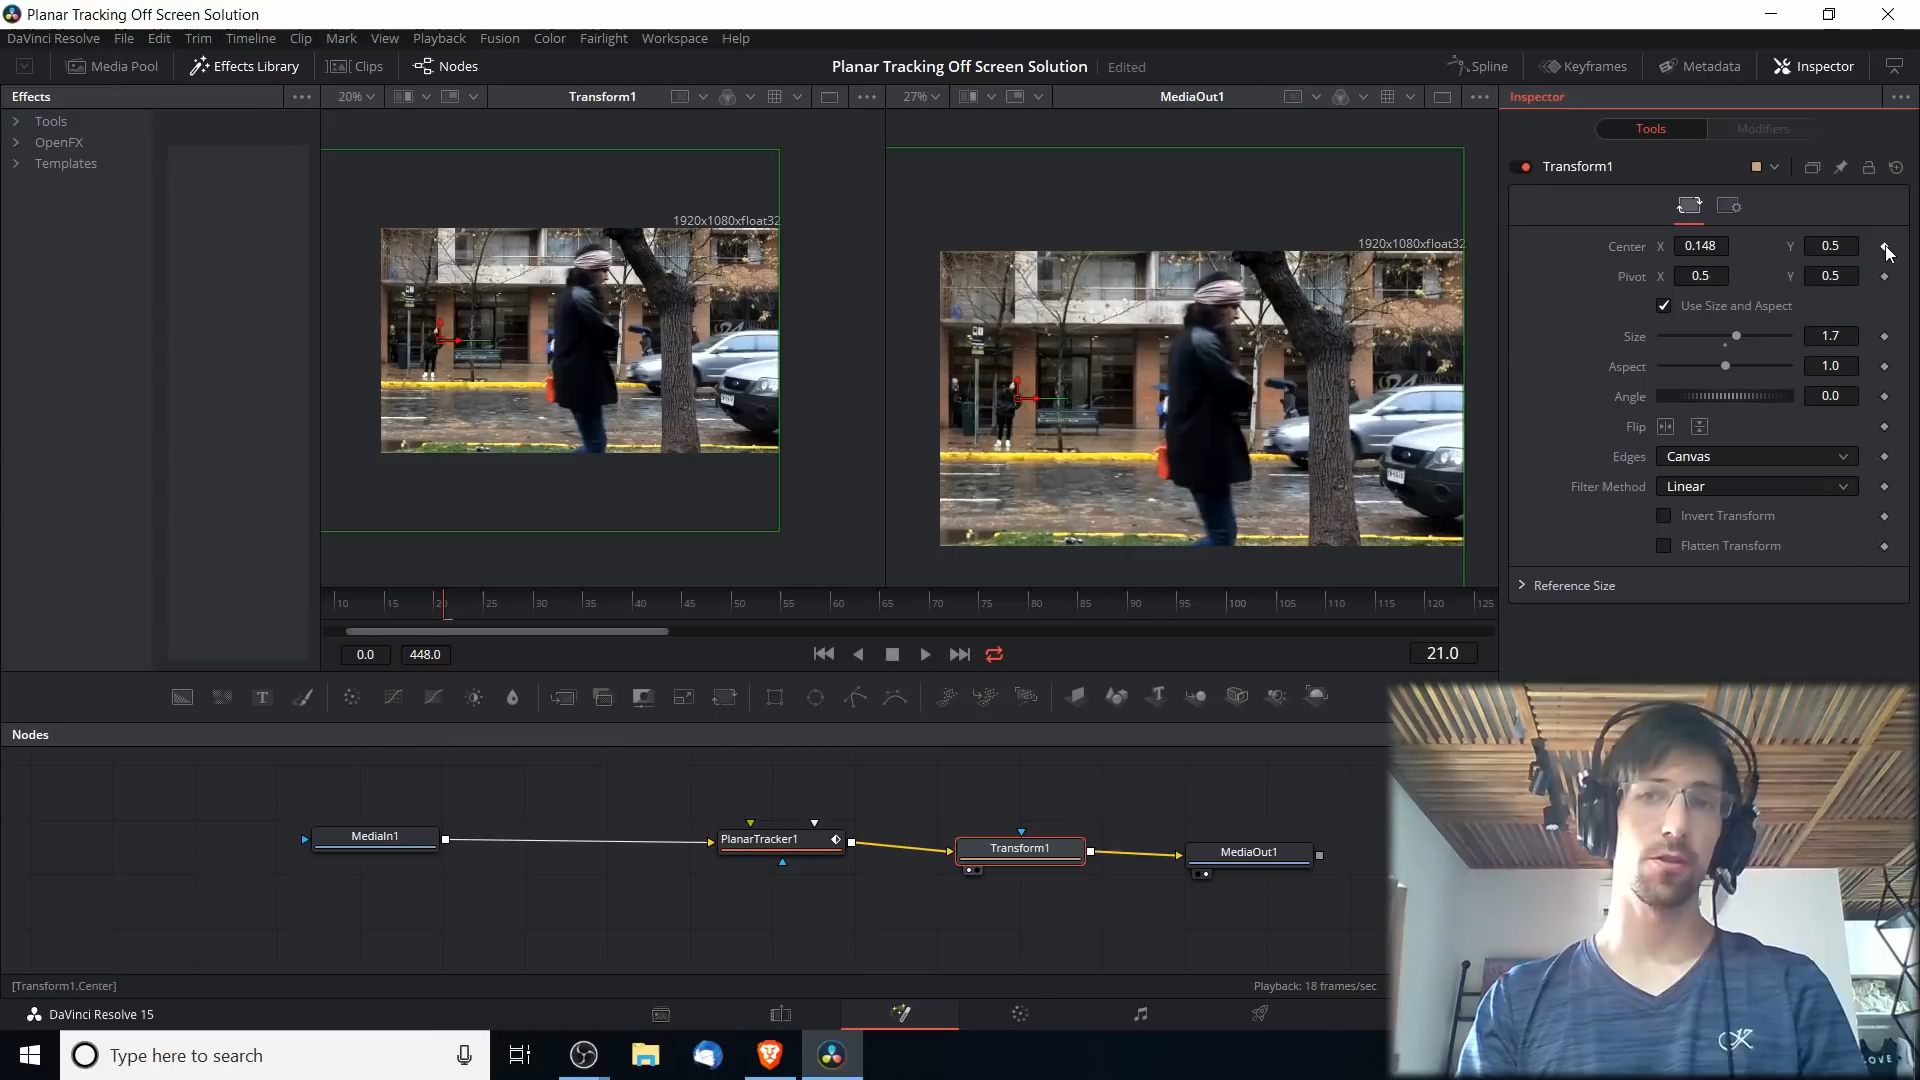 Planar Tracking Off Screen Solution
DaVinci Resolve File Edit Trim Timeline Clip Mark View Playback Fusion Color Fairlight Workspace Help
Media Pool Effects Library Clips Nodes Planar Tracking Off Screen Solution Edited Spline Keyframes Metadata Inspector
Effects 20% Transform1 27% MediaOut1 Inspector
Tools
OpenFX
Templates
1920x1080xfloat32
1920x1080xfloat32
Tools Modifiers
Transform1
Center X 0.148 Y 0.5
Pivot X 0.5 Y 0.5
Use Size and Aspect
Size 1.7
Aspect 1.0
Angle 0.0
Flip
Edges Canvas
Filter Method Linear
Invert Transform
Flatten Transform
Reference Size
10 15 20 25 30 35 40 45 50 55 60 65 70 75 80 85 90 95 100 105 110 115 120 125
0.0 448.0 21.0
T
Nodes
MediaIn1 PlanarTracker1 Transform1 MediaOut1
[Transform1.Center] Playback: 18 frames/sec
DaVinci Resolve 15
Type here to search